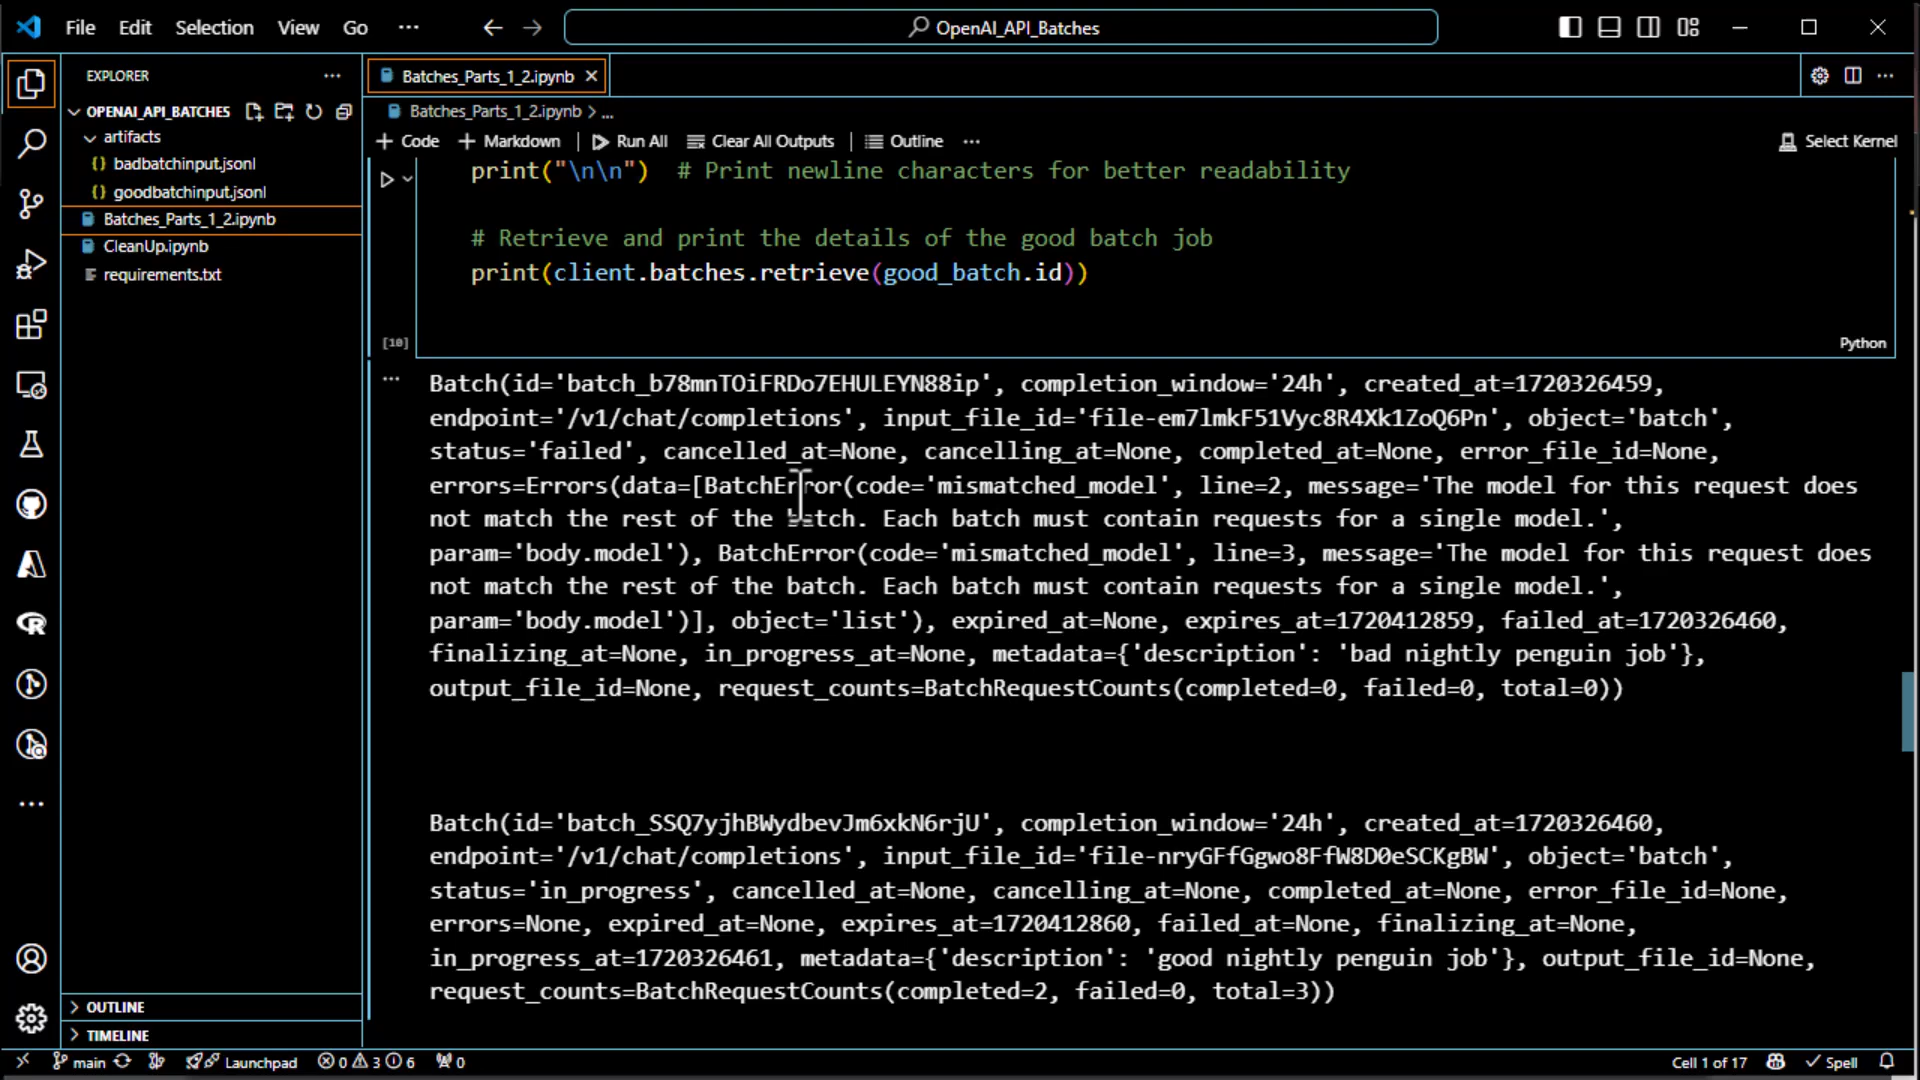 File Edit Selection View Go ···
OpenAI_API_Batches
EXPLORER ···
OPENAI_API_BATCHES
artifacts
{} badbatchinput.jsonl
{} goodbatchinput.jsonl
Batches_Parts_1_2.ipynb
CleanUp.ipynb
requirements.txt
OUTLINE
TIMELINE
Batches_Parts_1_2.ipynb
Batches_Parts_1_2.ipynb > ...
+ Code + Markdown | Run All Clear All Outputs | Outline ···
Select Kernel
print("\n\n")  # Print newline characters for better readability
# Retrieve and print the details of the good batch job
print(client.batches.retrieve(good_batch.id))
[10]
Python
Batch(id='batch_b78mnTOiFRDo7EHULEYN88ip', completion_window='24h', created_at=1720326459,
endpoint='/v1/chat/completions', input_file_id='file-em7lmkF51Vyc8R4Xk1ZoQ6Pn', object='batch',
status='failed', cancelled_at=None, cancelling_at=None, completed_at=None, error_file_id=None,
errors=Errors(data=[BatchError(code='mismatched_model', line=2, message='The model for this request does
not match the rest of the batch. Each batch must contain requests for a single model.',
param='body.model'), BatchError(code='mismatched_model', line=3, message='The model for this request does
not match the rest of the batch. Each batch must contain requests for a single model.',
param='body.model')], object='list'), expired_at=None, expires_at=1720412859, failed_at=1720326460,
finalizing_at=None, in_progress_at=None, metadata={'description': 'bad nightly penguin job'},
output_file_id=None, request_counts=BatchRequestCounts(completed=0, failed=0, total=0))
Batch(id='batch_SSQ7yjhBWydbevJm6xkN6rjU', completion_window='24h', created_at=1720326460,
endpoint='/v1/chat/completions', input_file_id='file-nryGFfGgwo8FfW8D0eSCKgBW', object='batch',
status='in_progress', cancelled_at=None, cancelling_at=None, completed_at=None, error_file_id=None,
errors=None, expired_at=None, expires_at=1720412860, failed_at=None, finalizing_at=None,
in_progress_at=1720326461, metadata={'description': 'good nightly penguin job'}, output_file_id=None,
request_counts=BatchRequestCounts(completed=2, failed=0, total=3))
main Launchpad 0 3 6 0
Cell 1 of 17 Spell